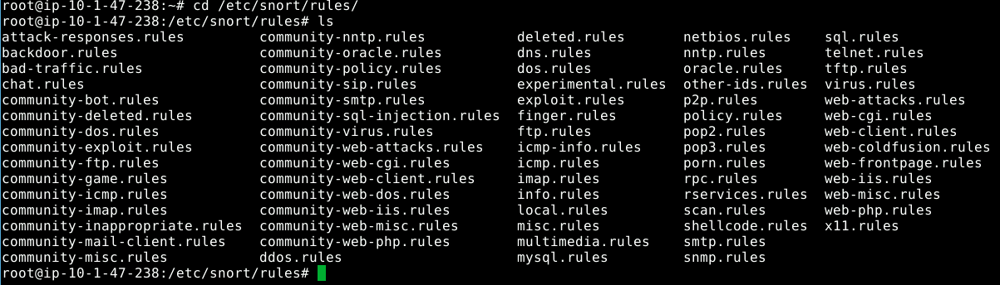 root@ip-10-1-47-238:~# cd /etc/snort/rules/
root@ip-10-1-47-238:/etc/snort/rules# ls
attack-responses.rules community-nntp.rules deleted.rules netbios.rules sql.rules
backdoor.rules community-oracle.rules dns.rules nntp.rules telnet.rules
bad-traffic.rules community-policy.rules dos.rules oracle.rules tftp.rules
chat.rules community-sip.rules experimental.rules other-ids.rules virus.rules
community-bot.rules community-smtp.rules exploit.rules p2p.rules web-attacks.rules
community-deleted.rules community-sql-injection.rules finger.rules policy.rules web-cgi.rules
community-dos.rules community-virus.rules ftp.rules pop2.rules web-client.rules
community-exploit.rules community-web-attacks.rules icmp-info.rules pop3.rules web-coldfusion.rules
community-ftp.rules community-web-cgi.rules icmp.rules porn.rules web-frontpage.rules
community-game.rules community-web-client.rules imap.rules rpc.rules web-iis.rules
community-icmp.rules community-web-dos.rules info.rules rservices.rules web-misc.rules
community-imap.rules community-web-iis.rules local.rules scan.rules web-php.rules
community-inappropriate.rules community-web-misc.rules misc.rules shellcode.rules x11.rules
community-mail-client.rules community-web-php.rules multimedia.rules smtp.rules
community-misc.rules ddos.rules mysql.rules snmp.rules
root@ip-10-1-47-238:/etc/snort/rules#